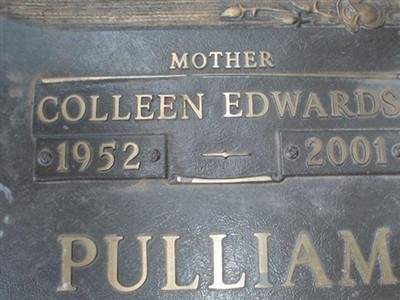 MOTHER
COLLEEN EDWARDS
1952 2001
PULLIAM